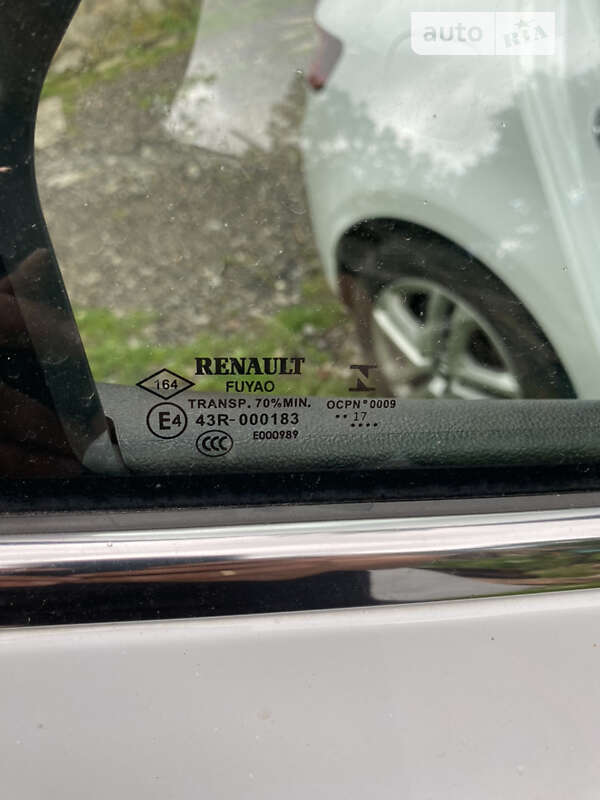 auto RIA
RENAULT
164
FUYAO
TRANSP. 70%MIN.
OCPN°0009
E4
43R-000183
•• 17
••••
CCC
E000989